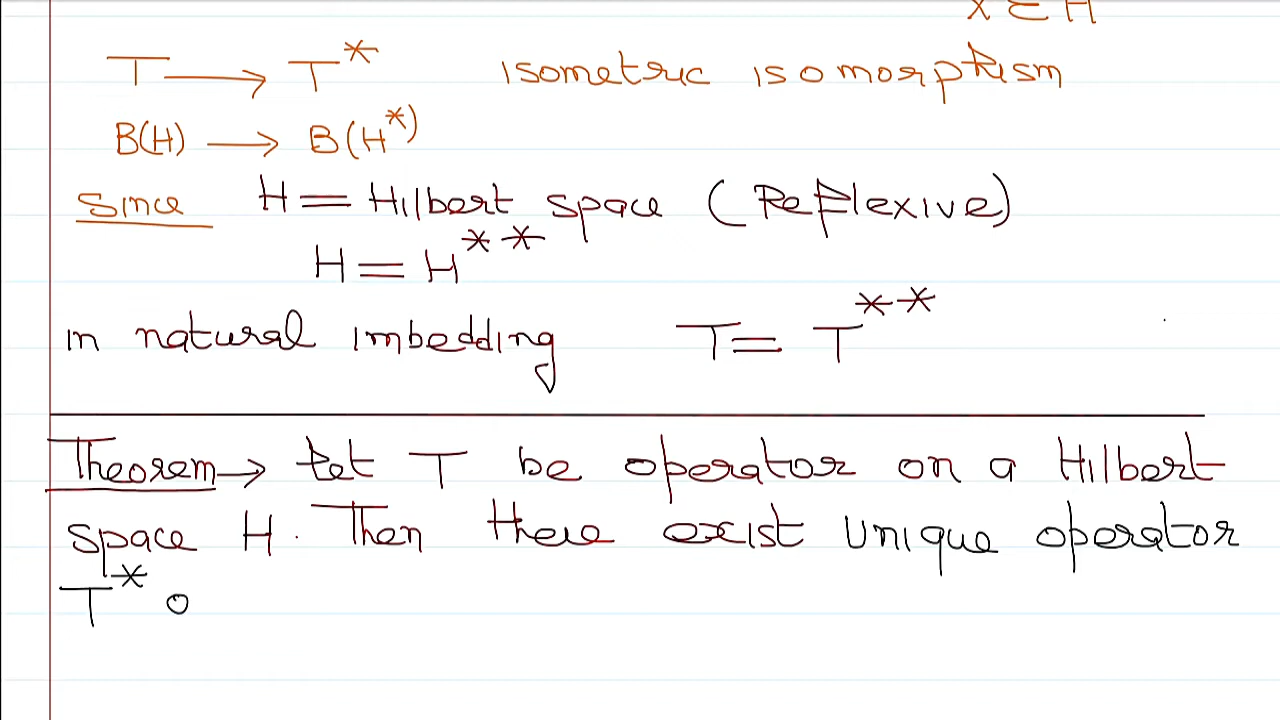 x ∈ H
T → T* isometric isomorphism
B(H) → B(H*)
Since H = Hilbert space (Reflexive)
H = H**
in natural imbedding T = T**
Theorem → Let T be operator on a Hilbert
space H. Then there exist unique operator
T* o